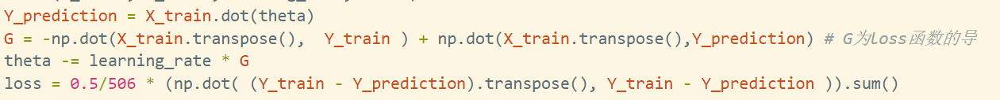 Y_prediction = X_train.dot(theta)
G = -np.dot(X_train.transpose(),  Y_train ) + np.dot(X_train.transpose(),Y_prediction) # G为Loss函数的导
theta -= learning_rate * G
loss = 0.5/506 * (np.dot( (Y_train - Y_prediction).transpose(), Y_train - Y_prediction )).sum()